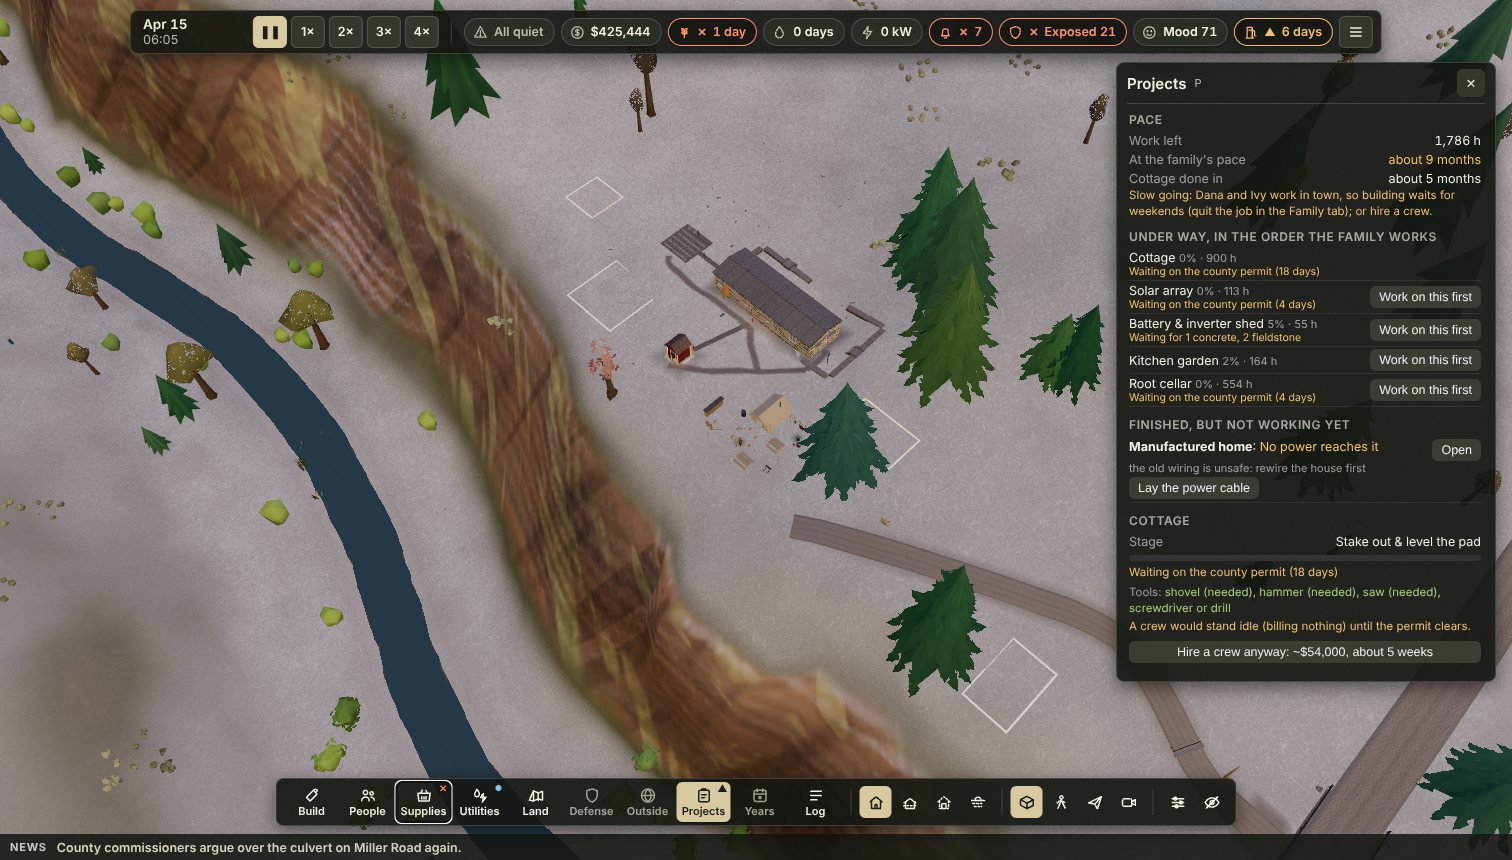 Apr 15
06:05
1×
2×
3×
4×
All quiet
$425,444
× 1 day
0 days
0 kW
× 7
× Exposed 21
Mood 71
▲ 6 days
Projects P
×
PACE
Work left 1,786 h
At the family's pace about 9 months
Cottage done in about 5 months
Slow going: Dana and Ivy work in town, so building waits for
weekends (quit the job in the Family tab); or hire a crew.
UNDER WAY, IN THE ORDER THE FAMILY WORKS
Cottage 0% · 900 h
Waiting on the county permit (18 days)
Solar array 0% · 113 h
Waiting on the county permit (4 days)
Work on this first
Battery & inverter shed 5% · 55 h
Waiting for 1 concrete, 2 fieldstone
Work on this first
Kitchen garden 2% · 164 h
Work on this first
Root cellar 0% · 554 h
Waiting on the county permit (4 days)
Work on this first
FINISHED, BUT NOT WORKING YET
Manufactured home: No power reaches it
Open
the old wiring is unsafe: rewire the house first
Lay the power cable
COTTAGE
Stage Stake out & level the pad
Waiting on the county permit (18 days)
Tools: shovel (needed), hammer (needed), saw (needed),
screwdriver or drill
A crew would stand idle (billing nothing) until the permit clears.
Hire a crew anyway: ~$54,000, about 5 weeks
Build
People
Supplies
Utilities
Land
Defense
Outside
Projects
Years
Log
NEWS County commissioners argue over the culvert on Miller Road again.